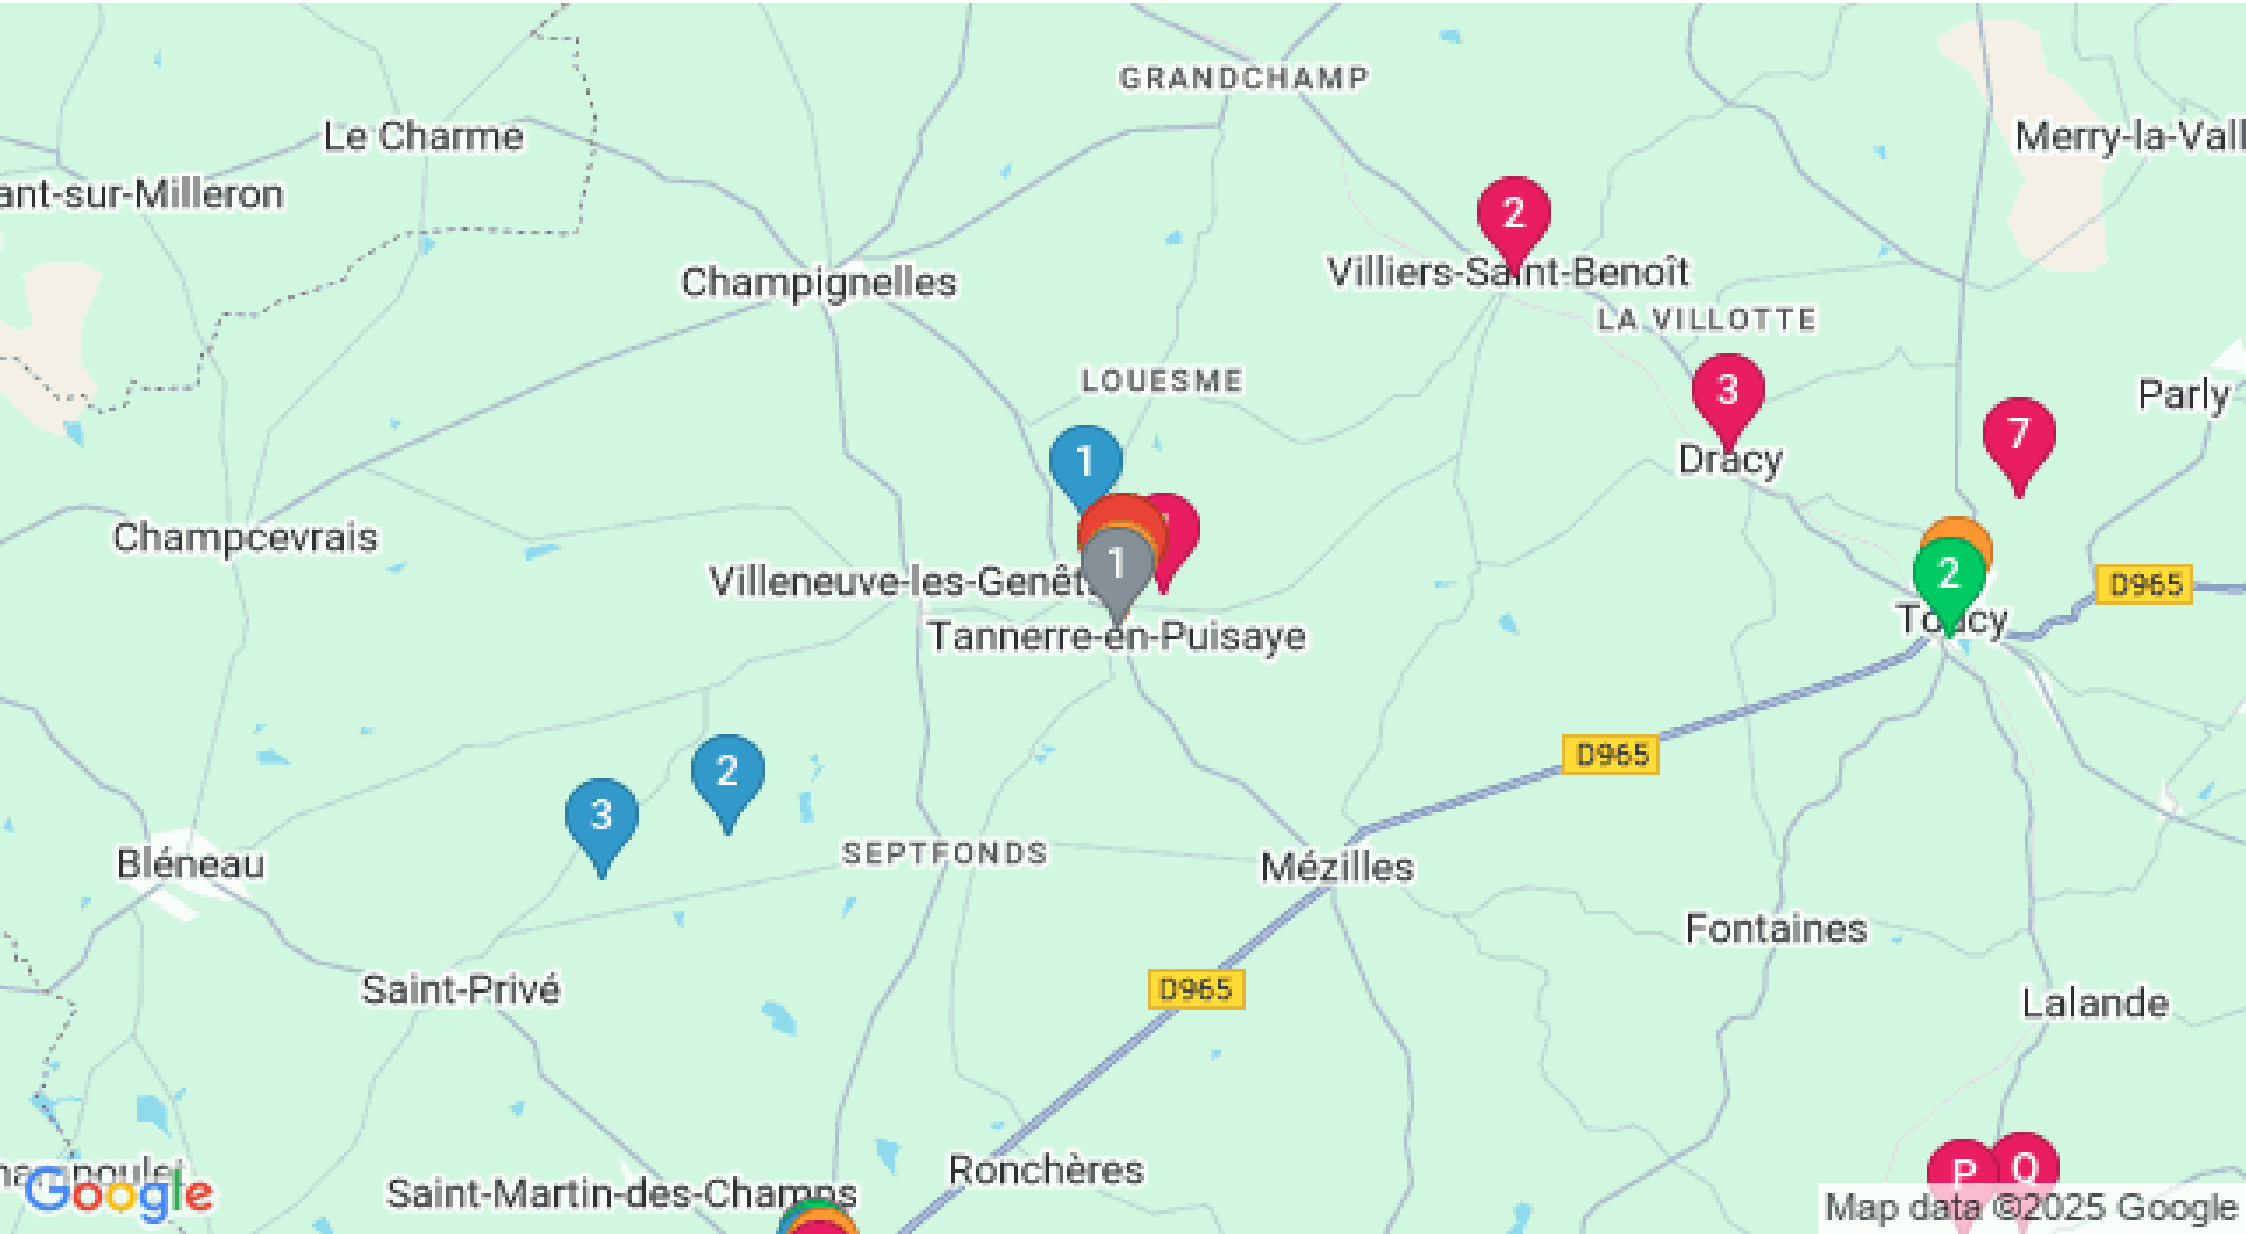 GRANDCHAMP
Le Charme
Merry-la-Vall
ant-sur-Milleron
2
Villiers-Saint-Benoît
Champignelles
LA VILLOTTE
LOUESME
3
Parly
7
1
Dracy
Champcevrais
1
2
D965
Villeneuve-les-Genêt
Toucy
Tannerre-en-Puisaye
D965
2
3
SEPTFONDS
Bléneau
Mézilles
Fontaines
Saint-Privé
D965
Lalande
Ronchères
P
Q
Google
Saint-Martin-des-Champs
Map data ©2025 Google